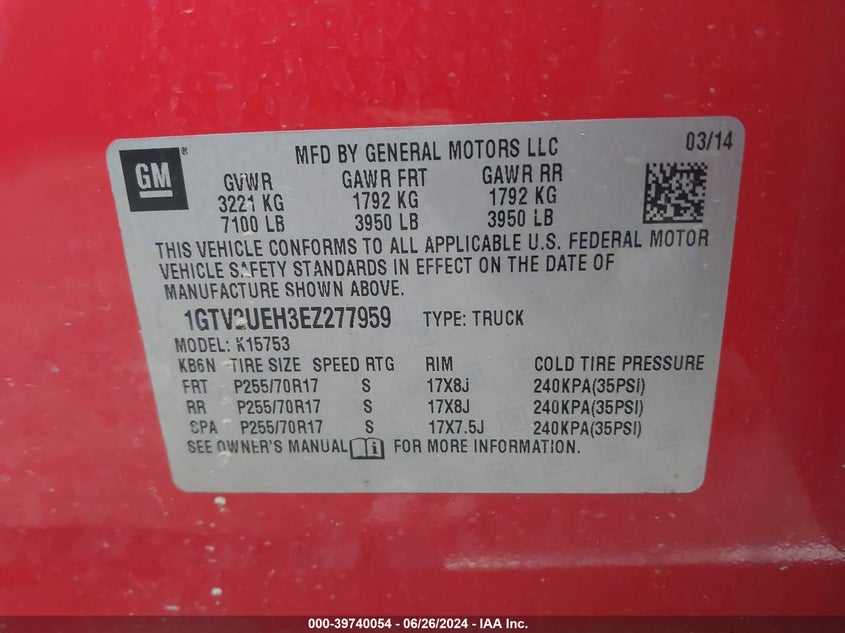 GM
MFD BY GENERAL MOTORS LLC 03/14
GVWR GAWR FRT GAWR RR
3221 KG 1792 KG 1792 KG
7100 LB 3950 LB 3950 LB
THIS VEHICLE CONFORMS TO ALL APPLICABLE U.S. FEDERAL MOTOR
VEHICLE SAFETY STANDARDS IN EFFECT ON THE DATE OF
MANUFACTURE SHOWN ABOVE.
1GTV2UEH3EZ277959 TYPE: TRUCK
MODEL: K15753
KB6N TIRE SIZE SPEED RTG RIM COLD TIRE PRESSURE
FRT P255/70R17 S 17X8J 240KPA(35PSI)
RR P255/70R17 S 17X8J 240KPA(35PSI)
SPA P255/70R17 S 17X7.5J 240KPA(35PSI)
SEE OWNER'S MANUAL FOR MORE INFORMATION.
000-39740054 - 06/26/2024 - IAA Inc.